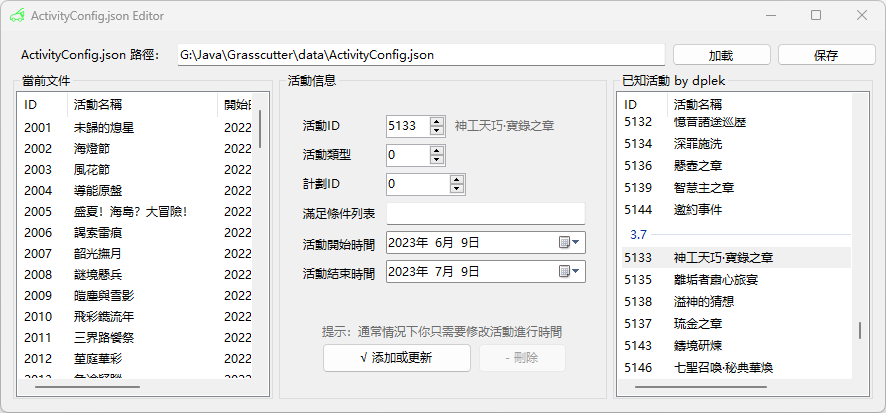 ActivityConfig.json Editor
ActivityConfig.json 路徑： G:\Java\Grasscutter\data\ActivityConfig.json 加載 保存
當前文件
ID 活動名稱 開始
2001 未歸的熄星 2022
2002 海燈節 2022
2003 風花節 2022
2004 導能原盤 2022
2005 盛夏！海島？大冒險！ 2022
2006 謁索雷痕 2022
2007 韶光撫月 2022
2008 謎境懸兵 2022
2009 皚塵與雪影 2022
2010 飛彩鐫流年 2022
2011 三界路餐祭 2022
2012 堇庭華彩 2022
活動信息
活動ID 5133 神工天巧·寶錄之章
活動類型 0
計劃ID 0
滿足條件列表
活動開始時間 2023年 6月 9日
活動結束時間 2023年 7月 9日
提示：通常情況下你只需要修改活動進行時間
√ 添加或更新 - 刪除
已知活動 by dplek
ID 活動名稱
5132 憶昔諸途巡歷
5134 深罪施洗
5136 懸壺之章
5139 智慧主之章
5144 邀約事件
3.7
5133 神工天巧·寶錄之章
5135 離垢者肅心旅宴
5138 溢神的猜想
5137 琉金之章
5143 鑄境研煉
5146 七聖召喚·秘典華煥